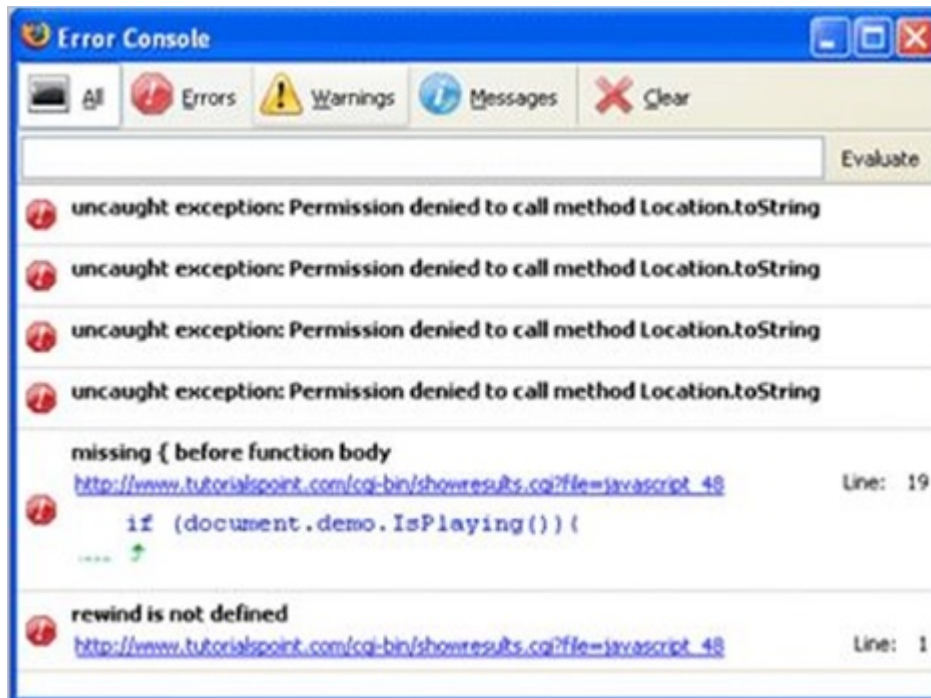 Error Console
All Errors Warnings Messages Clear
Evaluate
uncaught exception: Permission denied to call method Location.toString
uncaught exception: Permission denied to call method Location.toString
uncaught exception: Permission denied to call method Location.toString
uncaught exception: Permission denied to call method Location.toString
missing { before function body
http://www.tutorialspoint.com/cgi-bin/showresults.cgi?file=javascript_48 Line: 19
if (document.demo.IsPlaying()){
....
rewind is not defined
http://www.tutorialspoint.com/cgi-bin/showresults.cgi?file=javascript_48 Line: 1